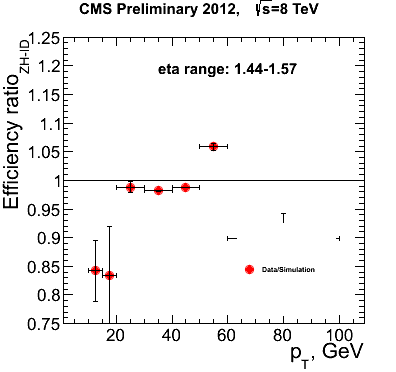 CMS Preliminary 2012, √s=8 TeV
eta range: 1.44-1.57
Efficiency ratio ZH-ID
1.25
1.2
1.15
1.1
1.05
1
0.95
0.9
0.85
0.8
0.75
Data/Simulation
20 40 60 80 100
pT, GeV